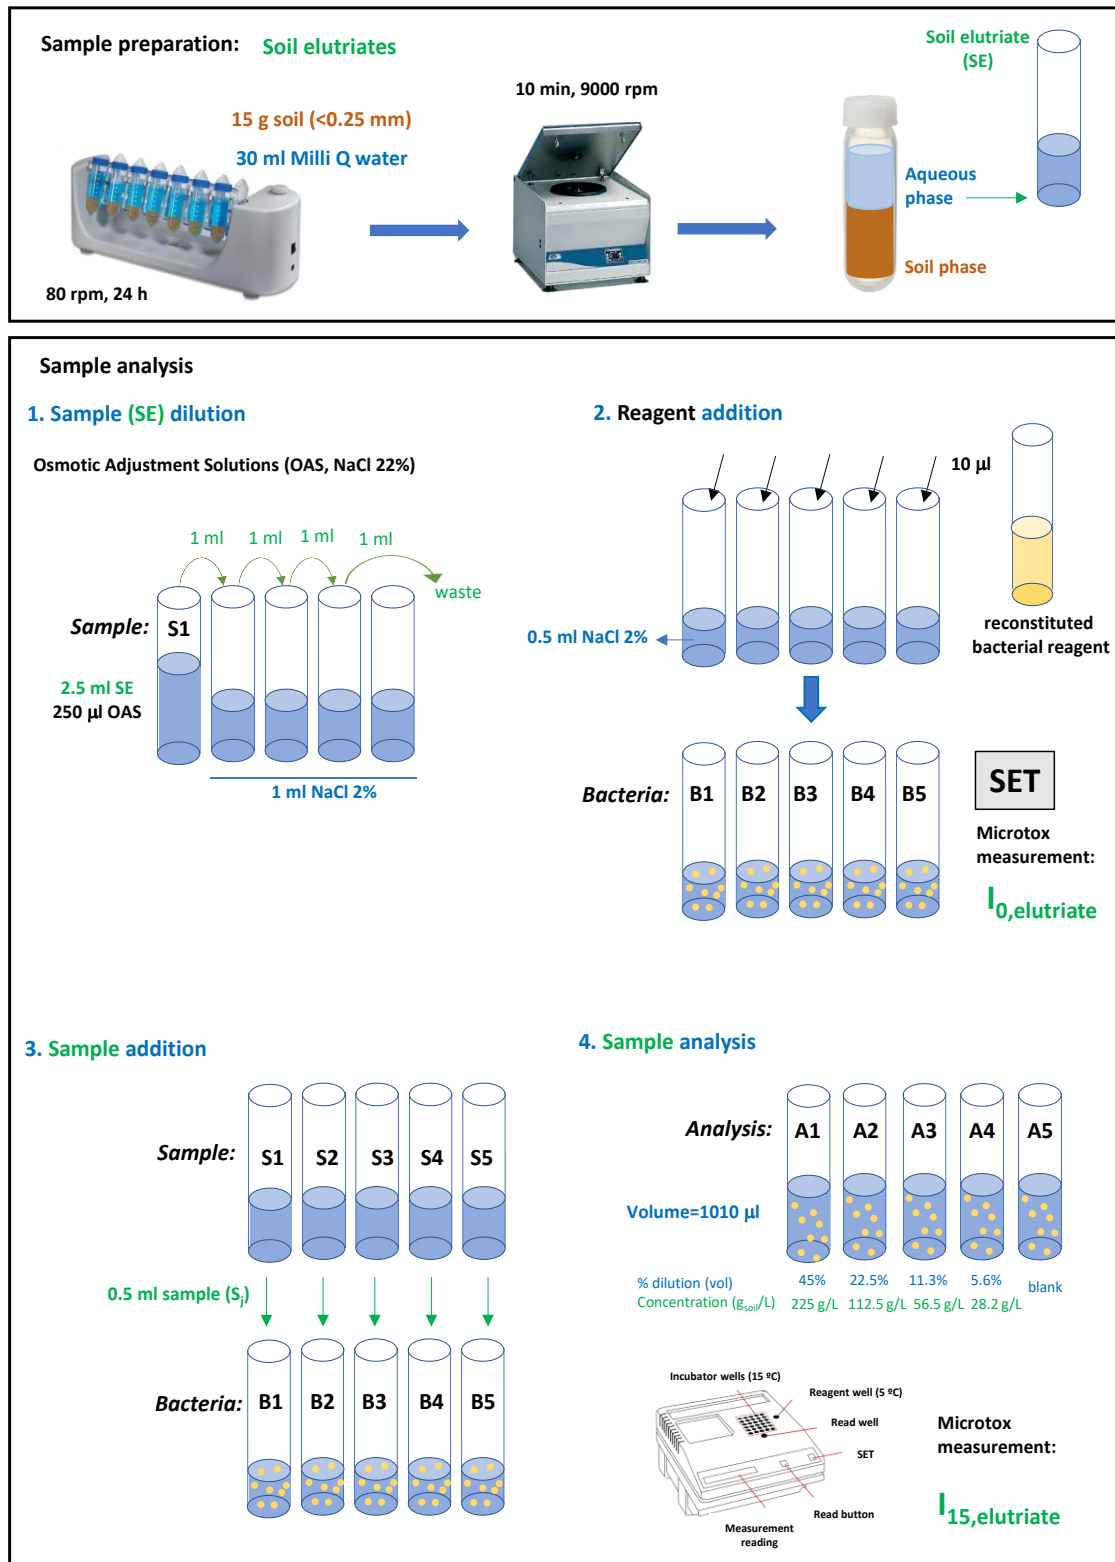 Sample preparation: Soil elutriates
Soil elutriate
(SE)
10 min, 9000 rpm
15 g soil (<0.25 mm)
30 ml Milli Q water
Aqueous
phase
Soil phase
80 rpm, 24 h
Sample analysis
1. Sample (SE) dilution
Osmotic Adjustment Solutions (OAS, NaCl 22%)
1 ml
1 ml
1 ml
1 ml
waste
Sample:
S1
2.5 ml SE
250 µl OAS
1 ml NaCl 2%
2. Reagent addition
10 µl
0.5 ml NaCl 2%
reconstituted
bacterial reagent
Bacteria:
B1 B2 B3 B4 B5
SET
Microtox
measurement:
I0,elutriate
3. Sample addition
Sample:
S1 S2 S3 S4 S5
0.5 ml sample (Sj)
Bacteria:
B1 B2 B3 B4 B5
4. Sample analysis
Analysis:
A1 A2 A3 A4 A5
Volume=1010 µl
% dilution (vol) 45% 22.5% 11.3% 5.6% blank
Concentration (gsoil/L) 225 g/L 112.5 g/L 56.5 g/L 28.2 g/L
Incubator wells (15 ºC)
Reagent well (5 ºC)
Read well
SET
Read button
Measurement
reading
Microtox
measurement:
I15,elutriate